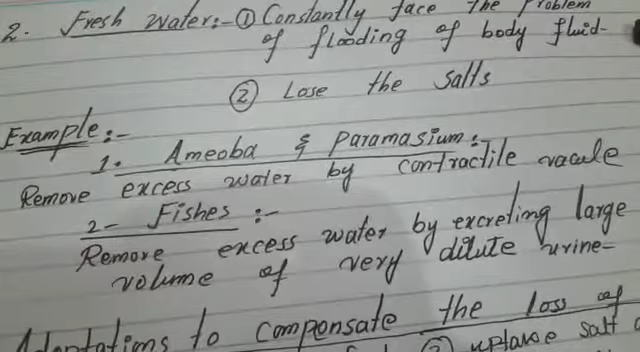 2. Fresh Water:- ① Constantly face the Problem
of flooding of body fluid-
② Lose the salts
Example:-
1. Ameoba & Paramasium:-
Remove excess water by contractile vacule
2- Fishes :-
Remove excess water by excreting large
volume of very dilute urine-
Adaptations to compensate the loss of
② uptake salt